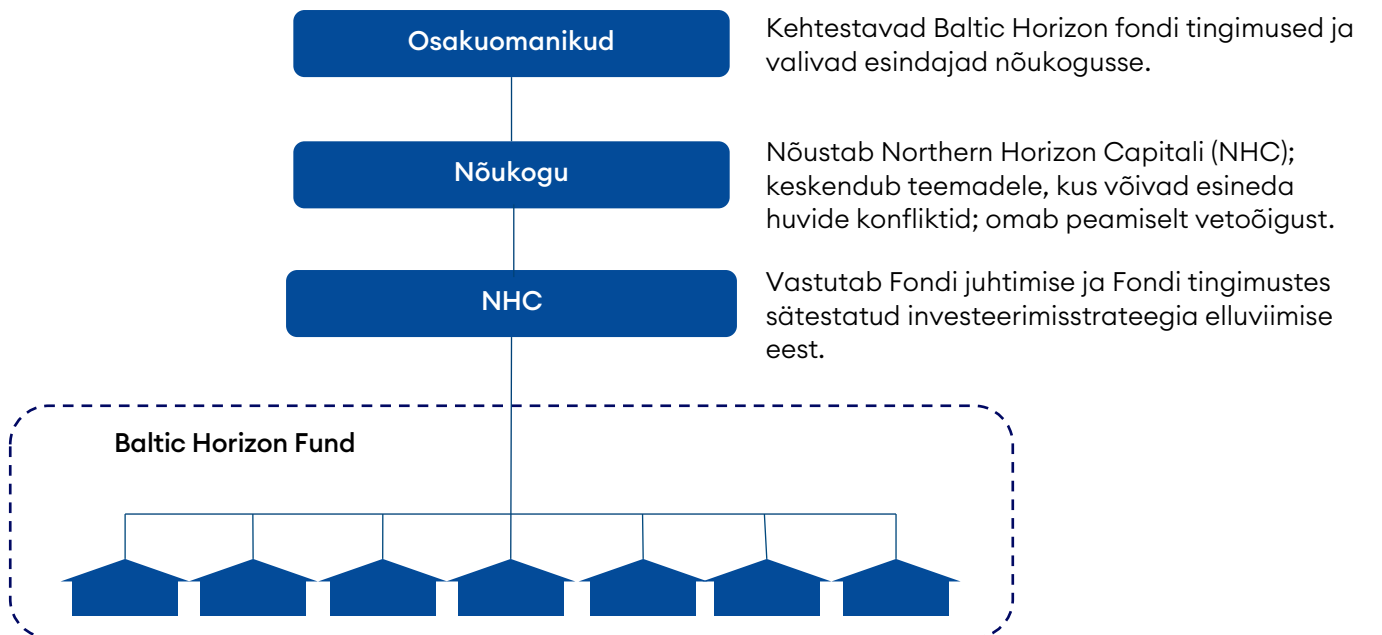 Osakuomanikud
Kehtestavad Baltic Horizon fondi tingimused ja
valivad esindajad nõukogusse.
Nõukogu
Nõustab Northern Horizon Capitali (NHC);
keskendub teemadele, kus võivad esineda
huvide konfliktid; omab peamiselt vetoõigust.
NHC
Vastutab Fondi juhtimise ja Fondi tingimustes
sätestatud investeerimisstrateegia elluviimise
eest.
Baltic Horizon Fund